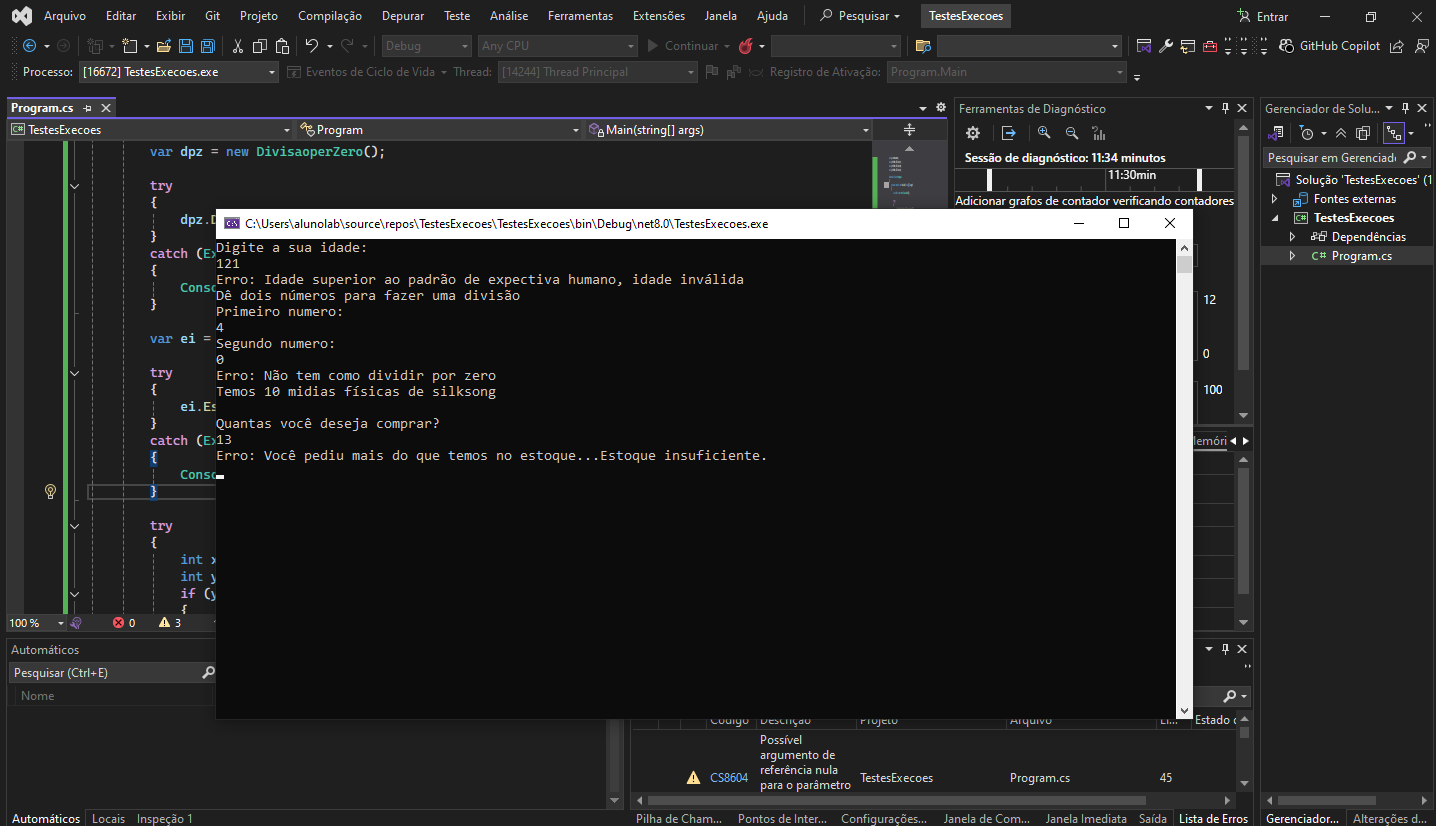 Arquivo Editar Exibir Git Projeto Compilação Depurar Teste Análise Ferramentas Extensões Janela Ajuda Pesquisar TestesExecoes Entrar
Debug Any CPU Continuar GitHub Copilot
Processo: [16672] TestesExecoes.exe Eventos de Ciclo de Vida Thread: [14244] Thread Principal Registro de Ativação: Program.Main
Program.cs
C# TestesExecoes Program Main(string[] args)
var dpz = new DivisaoperZero();
try
{
dpz.
}
catch (Ex
{
Conso
}
var ei =
try
{
ei.Es
}
catch (Ex
{
Conso
}
try
{
int x
int y
if (y
{
100 % 0 3
C:\Users\alunolab\source\repos\TestesExecoes\TestesExecoes\bin\Debug\net8.0\TestesExecoes.exe
Digite a sua idade:
121
Erro: Idade superior ao padrão de expectiva humano, idade inválida
Dê dois números para fazer uma divisão
Primeiro numero:
4
Segundo numero:
0
Erro: Não tem como dividir por zero
Temos 10 midias físicas de silksong
Quantas você deseja comprar?
13
Erro: Você pediu mais do que temos no estoque...Estoque insuficiente.
Ferramentas de Diagnóstico
Sessão de diagnóstico: 11:34 minutos
11:30min
Adicionar grafos de contador verificando contadores
12
0
100
Memóri
Gerenciador de Solu...
Pesquisar em Gerenciad
Solução 'TestesExecoes' (1
Fontes externas
C# TestesExecoes
Dependências
C# Program.cs
Automáticos
Pesquisar (Ctrl+E)
Nome
Código Descrição Projeto Arquivo Li... Estado
CS8604 Possível
argumento de
referência nula
para o parâmetro
TestesExecoes Program.cs 45
Automáticos Locais Inspeção 1
Pilha de Cham... Pontos de Inter... Configurações... Janela de Com... Janela Imediata Saída Lista de Erros
Gerenciador... Alterações d...